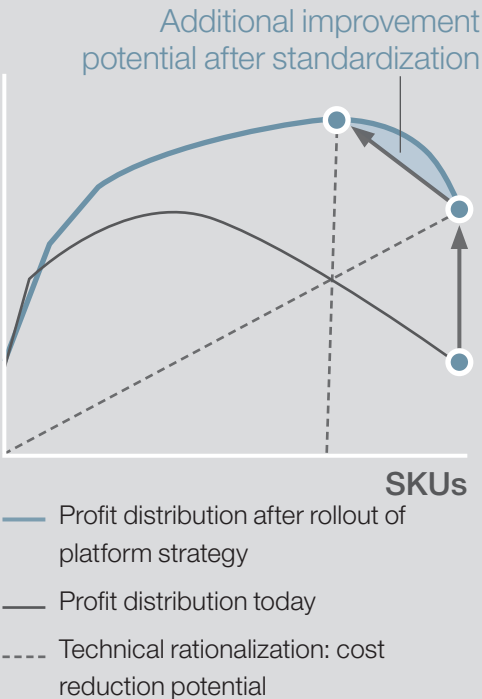 Additional improvement
potential after standardization
SKUs
Profit distribution after rollout of
platform strategy
Profit distribution today
Technical rationalization: cost
reduction potential